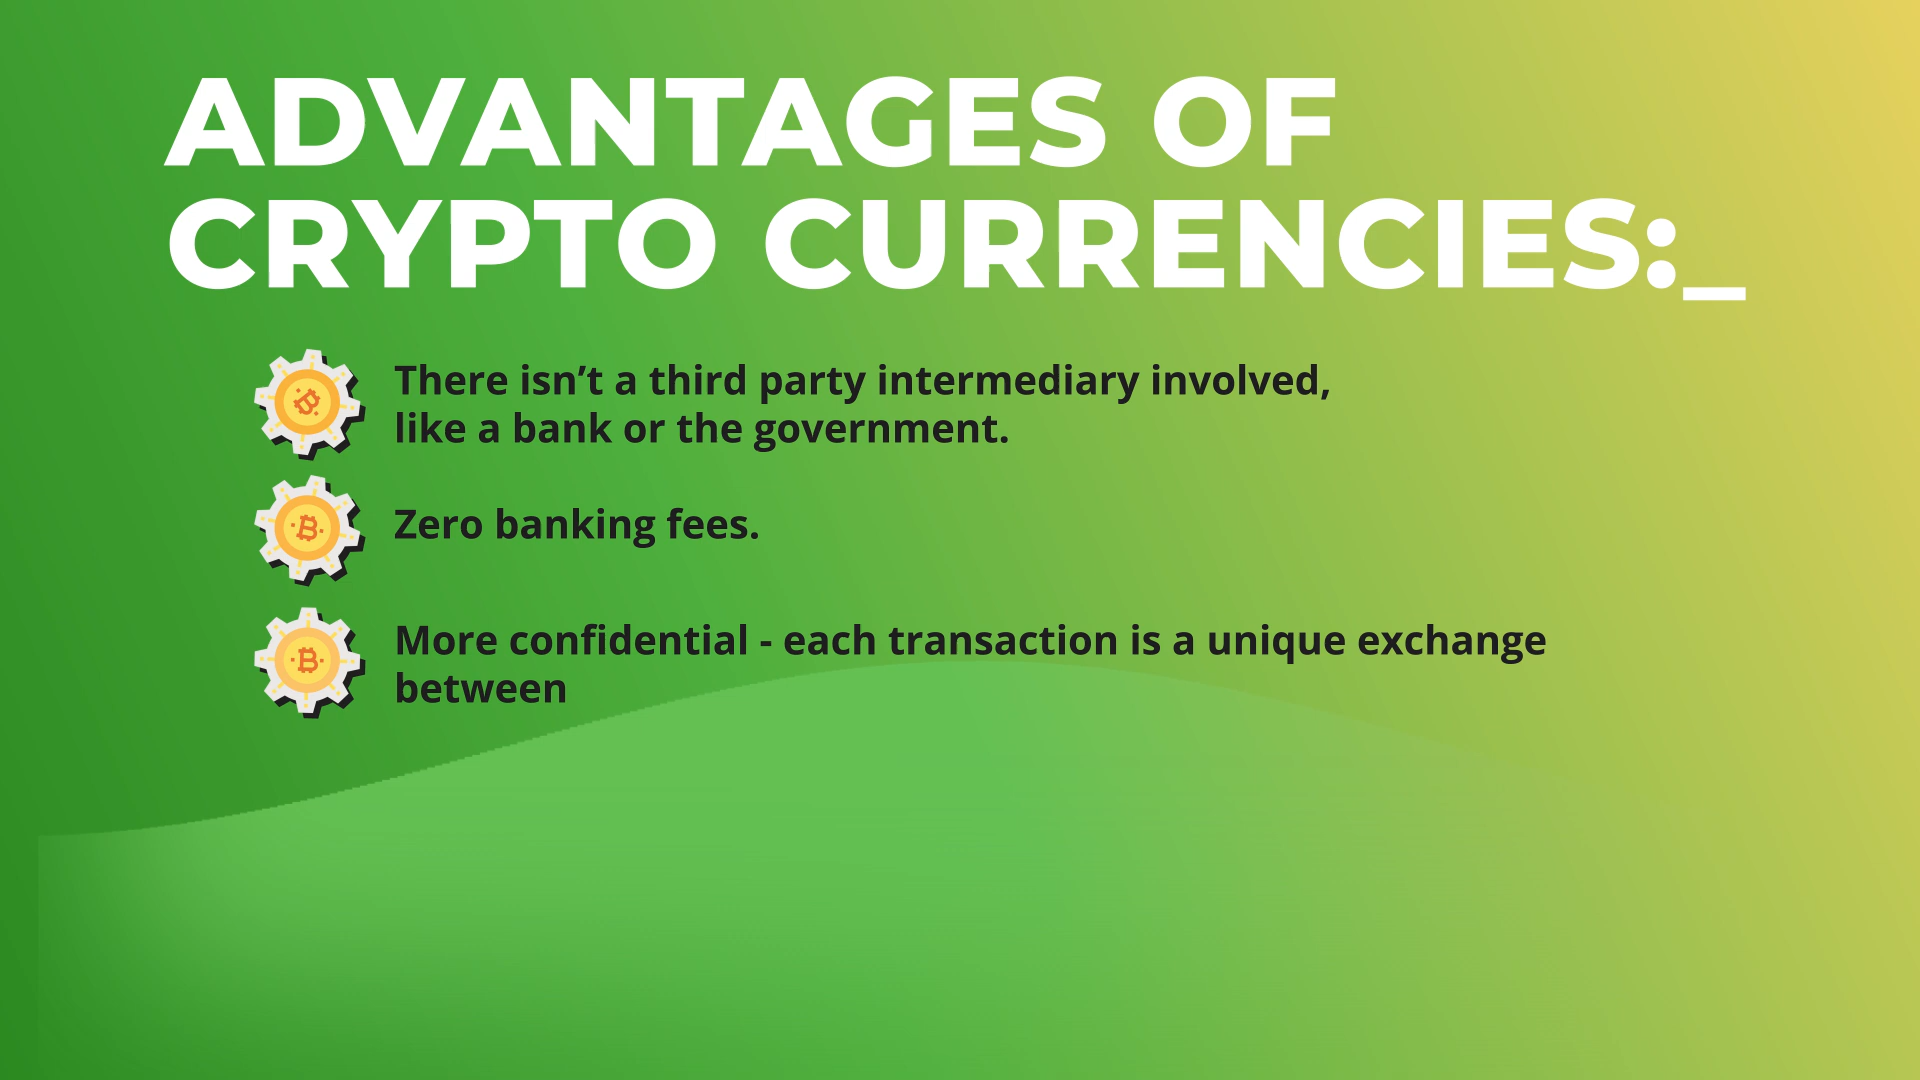 ADVANTAGES OF
CRYPTO CURRENCIES:_
There isn’t a third party intermediary involved,
like a bank or the government.
Zero banking fees.
More confidential - each transaction is a unique exchange
between